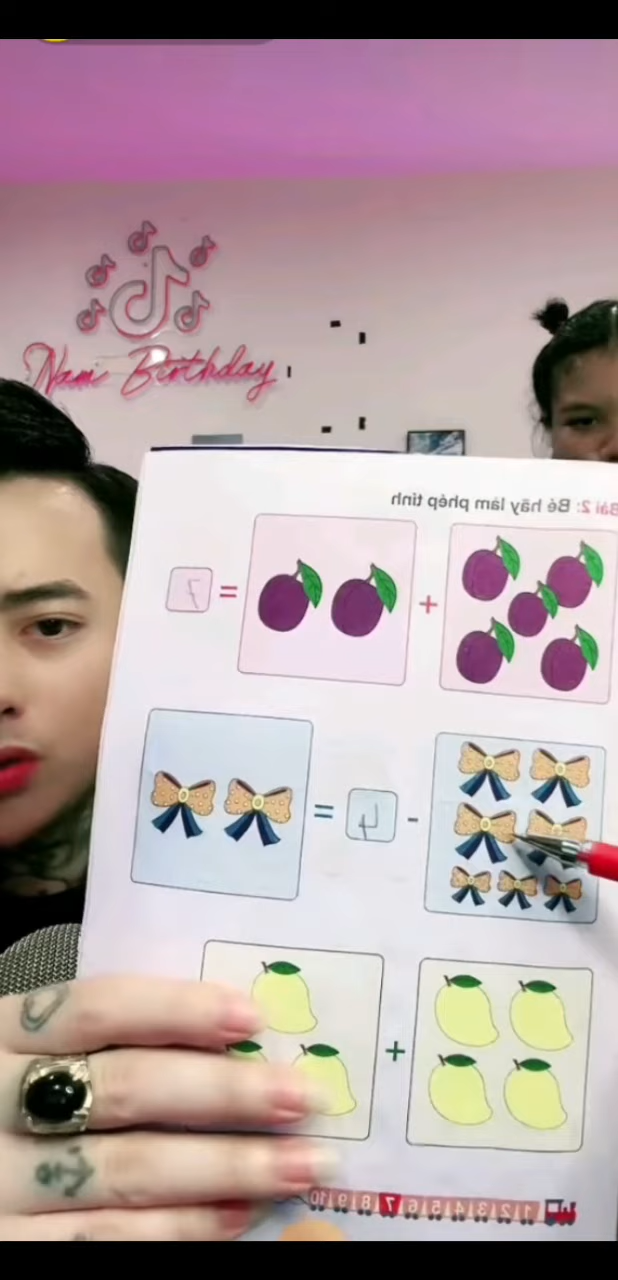 Nam Birthday
Bài 2: Bé hãy làm phép tính
+ = 7
- 4 =
+
1 2 3 4 5 6 7 8 9 10